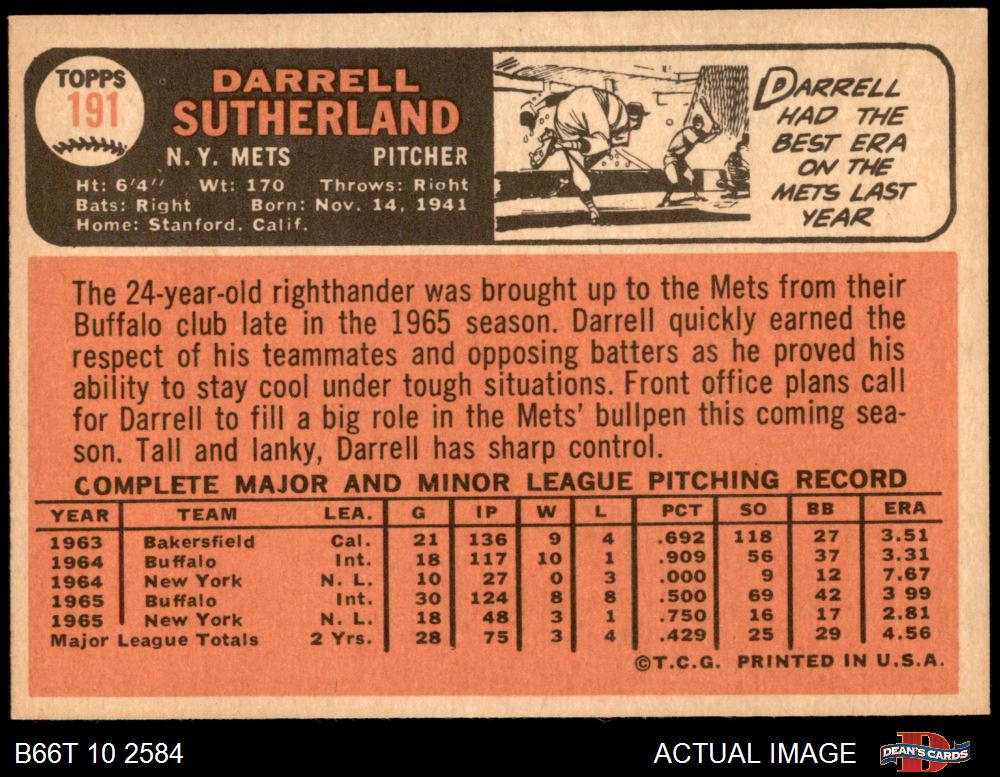 TOPPS
191
DARRELL
SUTHERLAND
N. Y. METS PITCHER
Ht: 6'4" Wt: 170 Throws: Right
Bats: Right Born: Nov. 14, 1941
Home: Stanford, Calif.
DARRELL
HAD THE
BEST ERA
ON THE
METS LAST
YEAR
The 24-year-old righthander was brought up to the Mets from their
Buffalo club late in the 1965 season. Darrell quickly earned the
respect of his teammates and opposing batters as he proved his
ability to stay cool under tough situations. Front office plans call
for Darrell to fill a big role in the Mets' bullpen this coming sea-
son. Tall and lanky, Darrell has sharp control.
COMPLETE MAJOR AND MINOR LEAGUE PITCHING RECORD
YEAR TEAM LEA. G IP W L PCT SO BB ERA
1963 Bakersfield Cal. 21 136 9 4 .692 118 27 3.51
1964 Buffalo Int. 18 117 10 1 .909 56 37 3.31
1964 New York N. L. 10 27 0 3 .000 9 12 7.67
1965 Buffalo Int. 30 124 8 8 .500 69 42 3 99
1965 New York N. L. 18 48 3 1 .750 16 17 2.81
Major League Totals 2 Yrs. 28 75 3 4 .429 25 29 4.56
©T.C.G. PRINTED IN U.S.A.
B66T 10 2584 ACTUAL IMAGE DEAN'S CARDS